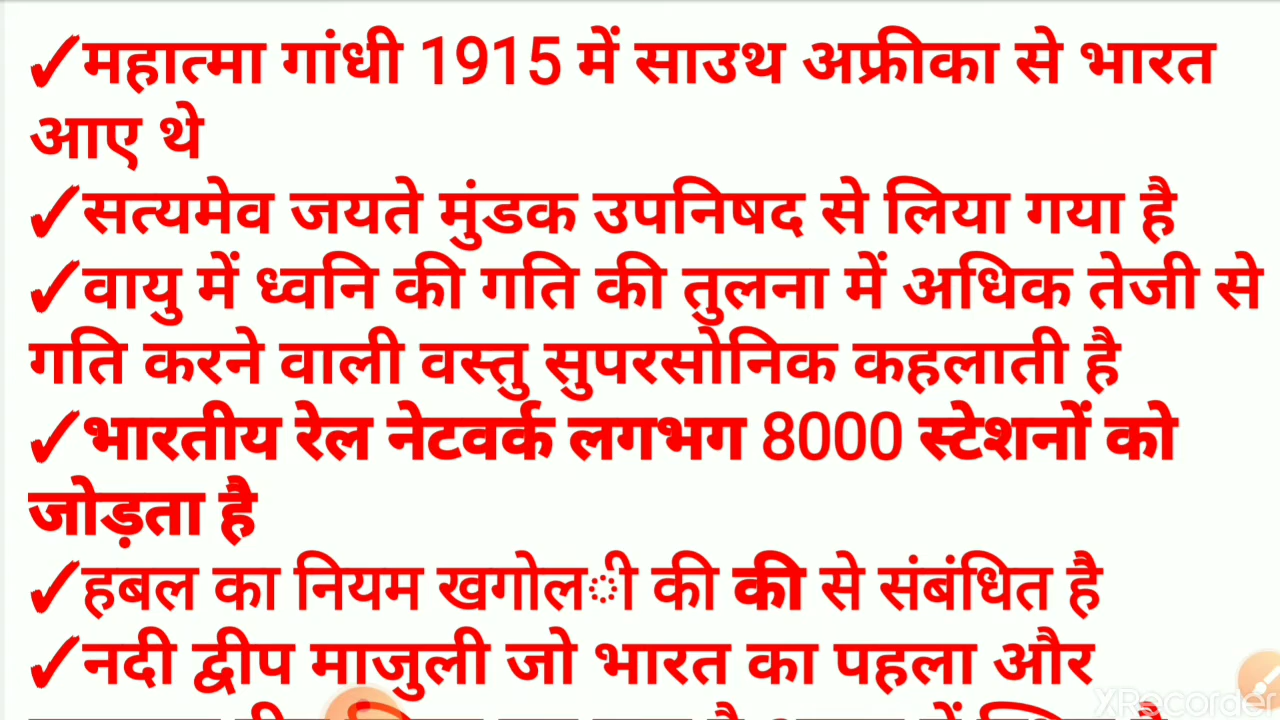 ✓महात्मा गांधी 1915 में साउथ अफ्रीका से भारत
आए थे
✓सत्यमेव जयते मुंडक उपनिषद से लिया गया है
✓वायु में ध्वनि की गति की तुलना में अधिक तेजी से
गति करने वाली वस्तु सुपरसोनिक कहलाती है
✓भारतीय रेल नेटवर्क लगभग 8000 स्टेशनों को
जोड़ता है
✓हबल का नियम खगोल◌ी की की से संबंधित है
✓नदी द्वीप माजुली जो भारत का पहला और
XRecorder